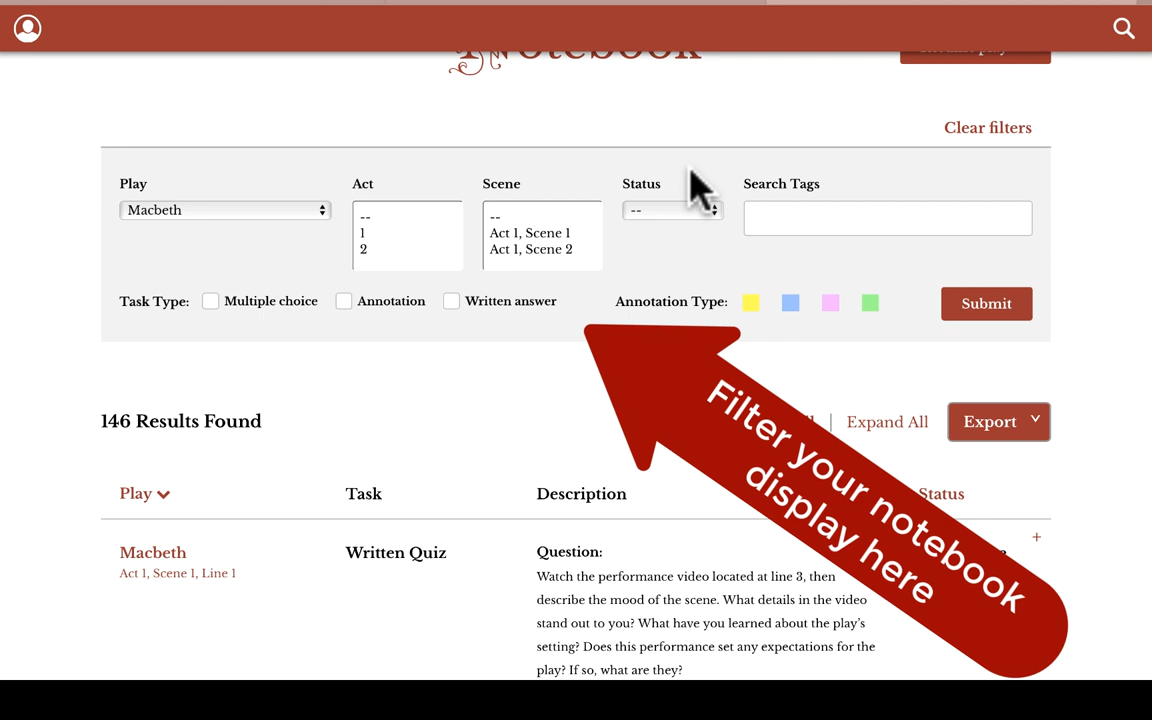 Notebook
Clear filters
Play
Act
Scene
Status
Search Tags
Macbeth
--
1
2
--
Act 1, Scene 1
Act 1, Scene 2
--
Task Type:
Multiple choice
Annotation
Written answer
Annotation Type:
Submit
146 Results Found
Expand All
Export
Filter your notebook
display here
Play
Task
Description
Status
Macbeth
Act 1, Scene 1, Line 1
Written Quiz
Question:
Watch the performance video located at line 3, then
describe the mood of the scene. What details in the video
stand out to you? What have you learned about the play's
setting? Does this performance set any expectations for the
play? If so, what are they?
+